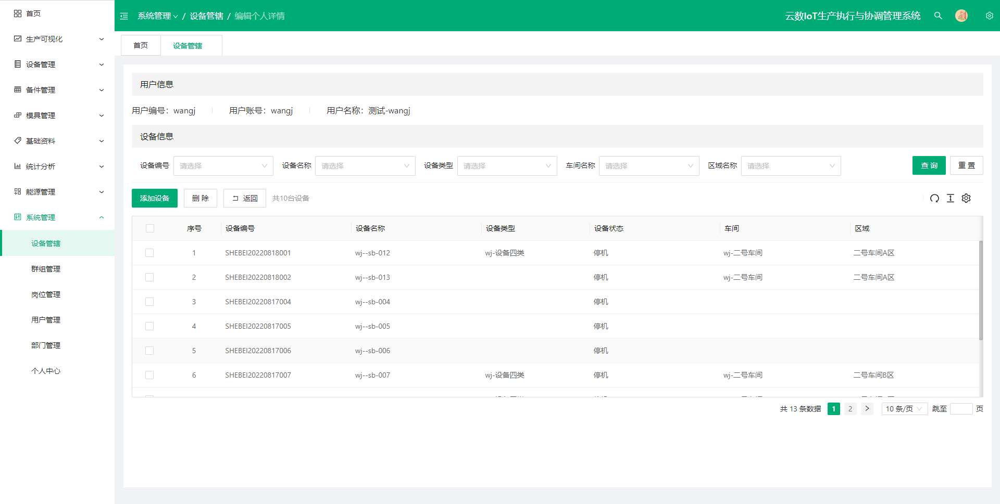 首页
生产可视化
设备管理
备件管理
模具管理
基础资料
统计分析
能源管理
系统管理
设备管辖
群组管理
岗位管理
用户管理
部门管理
个人中心
系统管理 / 设备管辖 / 编辑个人详情
云数IoT生产执行与协调管理系统
首页 设备管辖
用户信息
用户编号：wangj 用户账号：wangj 用户名称：测试-wangj
设备信息
设备编号 请选择 设备名称 请选择 设备类型 请选择 车间名称 请选择 区域名称 请选择 查 询 重 置
添加设备 删 除 返回 共10台设备
序号 设备编号 设备名称 设备类型 设备状态 车间 区域
1 SHEBEI20220818001 wj--sb-012 wj-设备四类 停机 wj-二号车间 二号车间A区
2 SHEBEI20220818002 wj--sb-013 停机 wj-二号车间 二号车间A区
3 SHEBEI20220817004 wj--sb-004 停机
4 SHEBEI20220817005 wj--sb-005 停机
5 SHEBEI20220817006 wj--sb-006 停机
6 SHEBEI20220817007 wj--sb-007 wj-设备四类 停机 wj-二号车间 二号车间B区
共 13 条数据 1 2 > 10 条/页 跳至 页